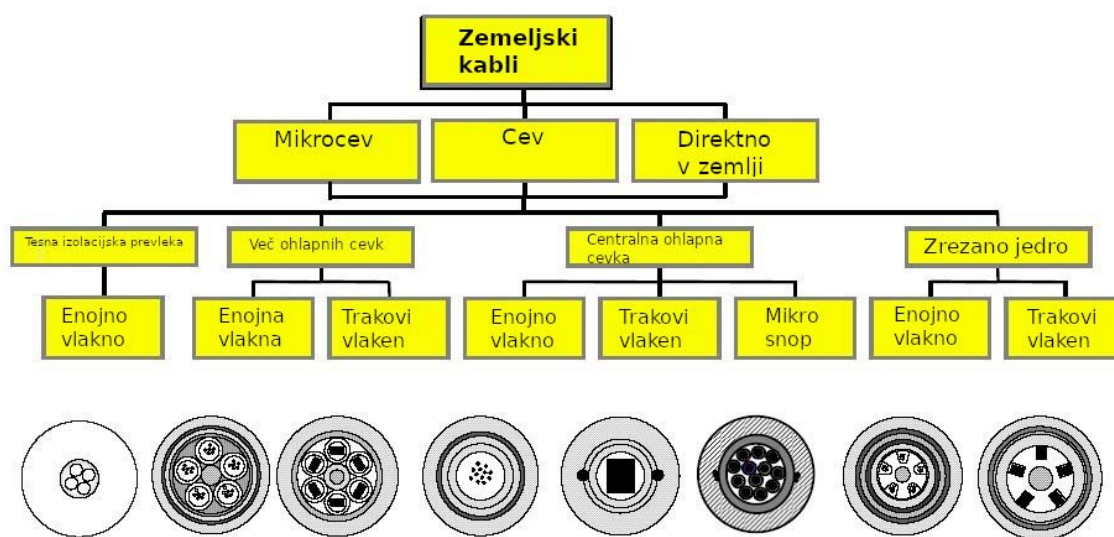 Zemeljski
kabli
Mikrocev
Cev
Direktno
v zemlji
Tesna izolacijska prevleka
Več ohlapnih cevk
Centralna ohlapna
cevka
Zrezano jedro
Enojno
vlakno
Enojna
vlakna
Trakovi
vlaken
Enojno
vlakno
Trakovi
vlaken
Mikro
snop
Enojno
vlakno
Trakovi
vlaken